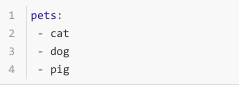 1 pets:
2  - cat
3  - dog
4  - pig